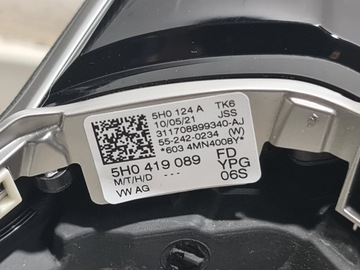 5H0 124 A TK6
10/05/21 JSS
311708899340-AJ
55-242-0234 (W)
*603 4MN4008Y*
5H0 419 089 FD
M/T/H/D --- YPG
VW AG 06S